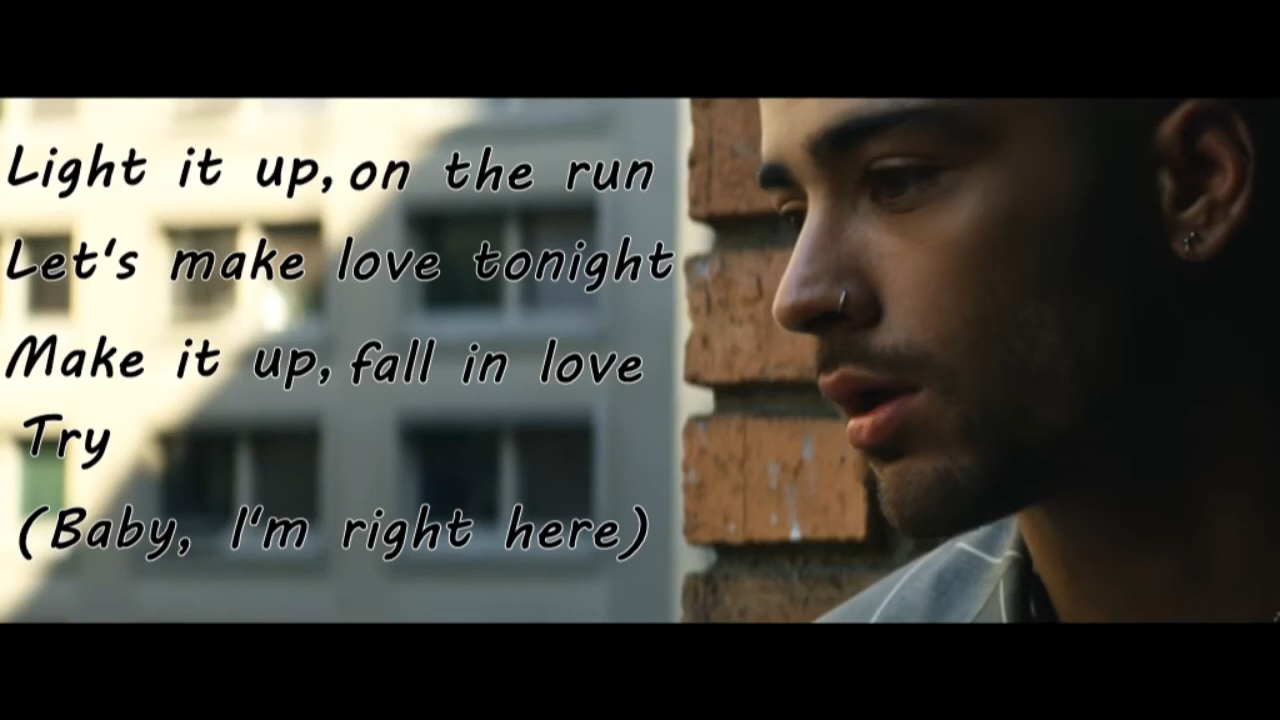 Light it up, on the run
Let's make love tonight
Make it up, fall in love
Try
(Baby, I'm right here)